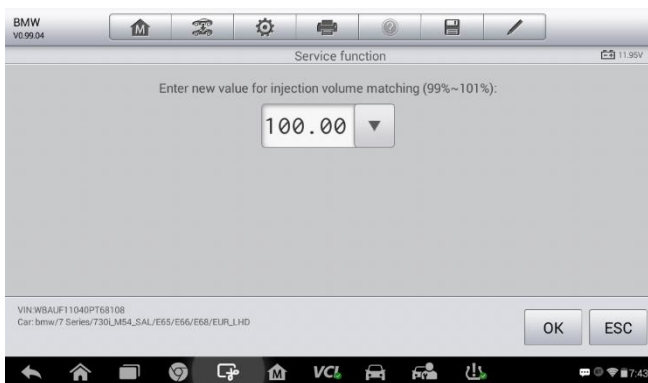 BMW
V0.99.04
Service function
11.95V
Enter new value for injection volume matching (99%~101%):
100.00
VIN:WBAUF11040PT68108
Car: bmw/7 Series/730i_M54_SAL/E65/E66/E68/EUR_LHD
OK
ESC
VCI
7:43